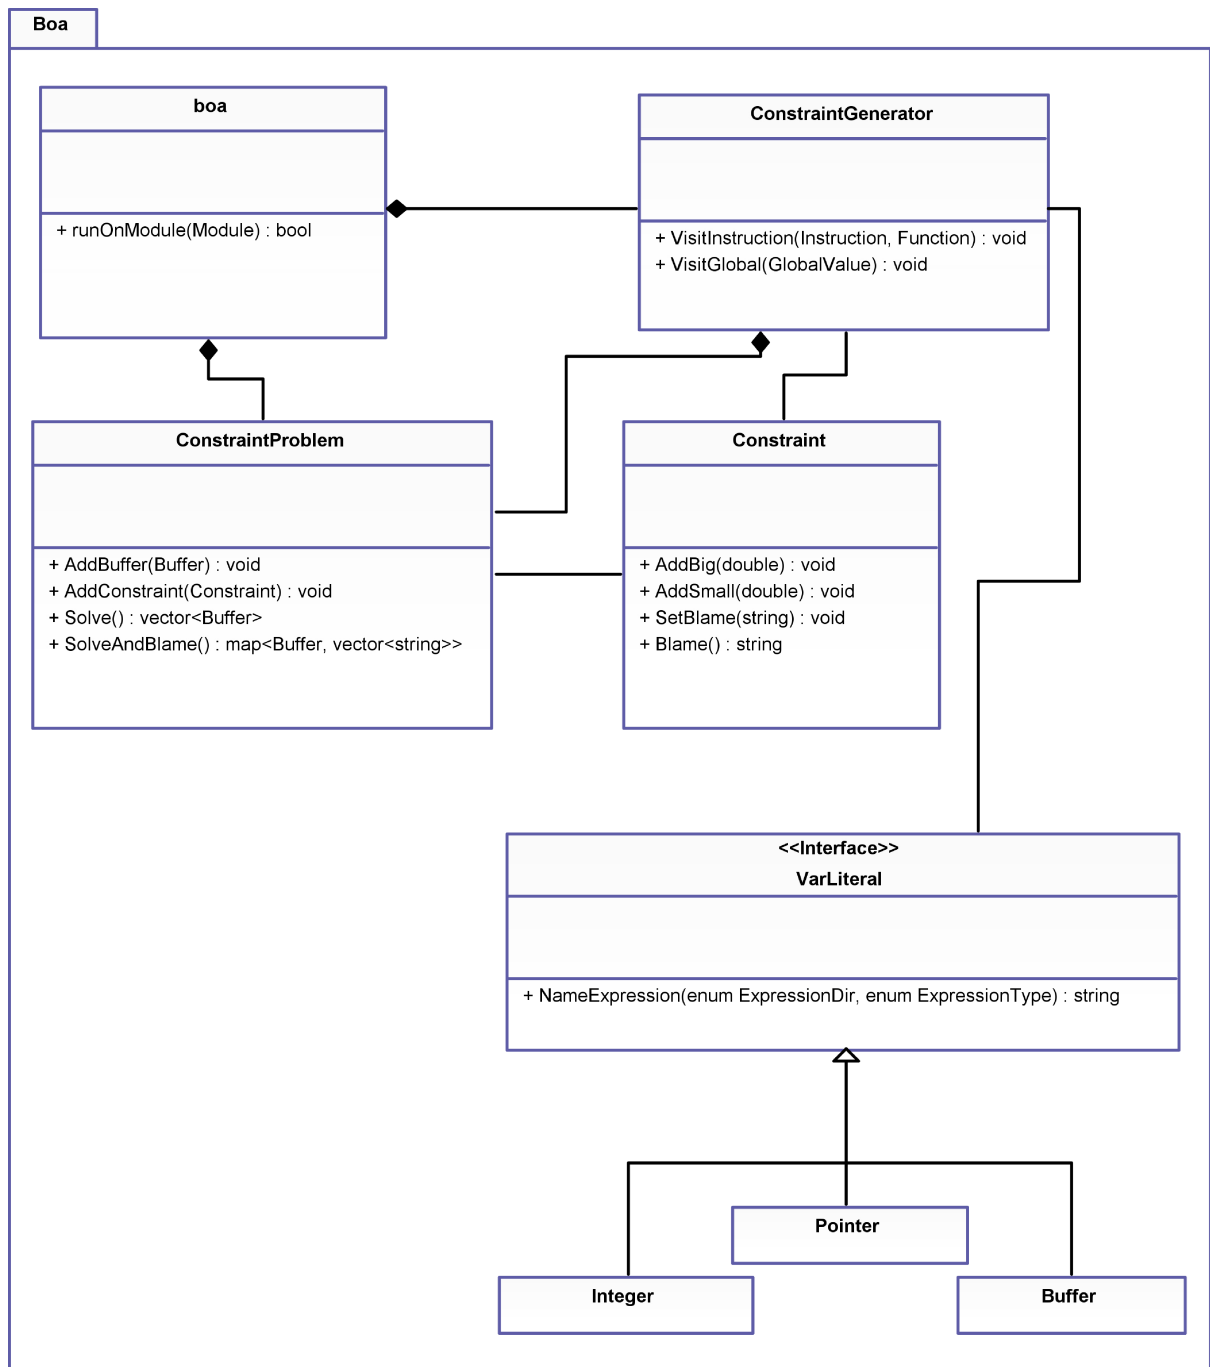 Boa
boa
+ runOnModule(Module) : bool
ConstraintGenerator
+ VisitInstruction(Instruction, Function) : void
+ VisitGlobal(GlobalValue) : void
ConstraintProblem
+ AddBuffer(Buffer) : void
+ AddConstraint(Constraint) : void
+ Solve() : vector<Buffer>
+ SolveAndBlame() : map<Buffer, vector<string>>
Constraint
+ AddBig(double) : void
+ AddSmall(double) : void
+ SetBlame(string) : void
+ Blame() : string
<<Interface>>
VarLiteral
+ NameExpression(enum ExpressionDir, enum ExpressionType) : string
Pointer
Integer
Buffer